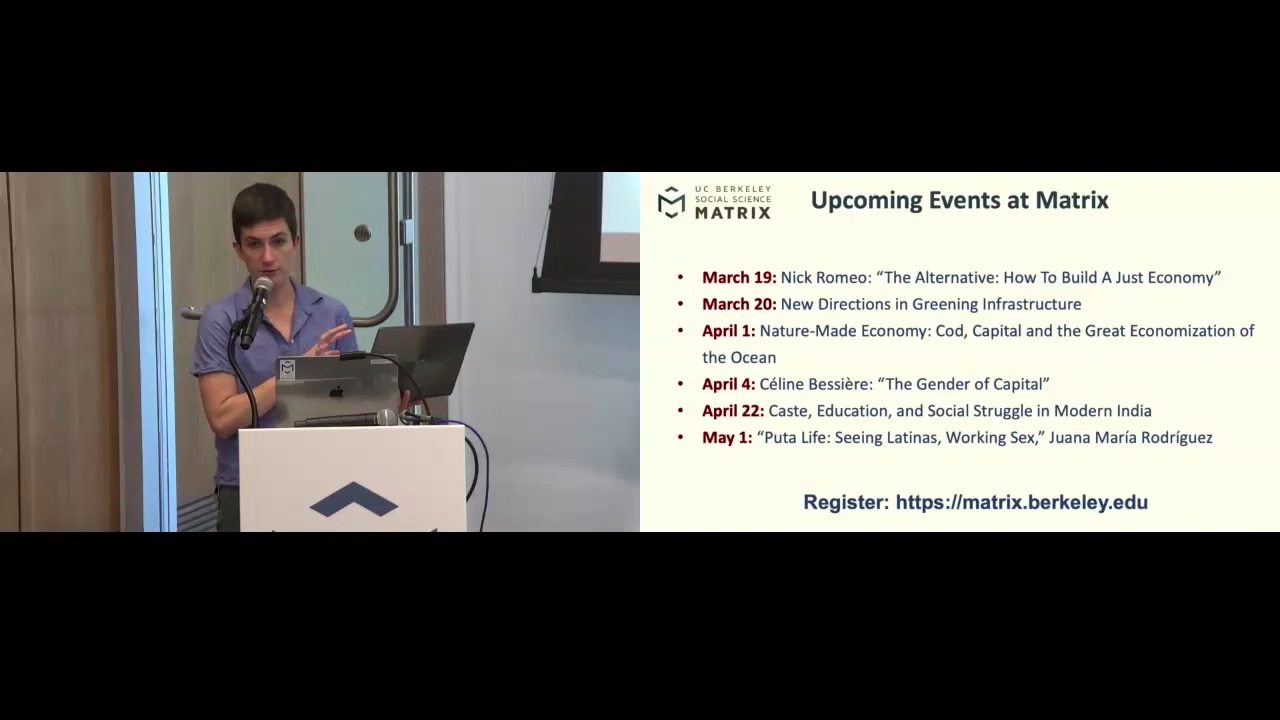 UC BERKELEY
SOCIAL SCIENCE
MATRIX
Upcoming Events at Matrix
• March 19: Nick Romeo: “The Alternative: How To Build A Just Economy”
• March 20: New Directions in Greening Infrastructure
• April 1: Nature-Made Economy: Cod, Capital and the Great Economization of
the Ocean
• April 4: Céline Bessière: “The Gender of Capital”
• April 22: Caste, Education, and Social Struggle in Modern India
• May 1: “Puta Life: Seeing Latinas, Working Sex,” Juana María Rodríguez
Register: https://matrix.berkeley.edu